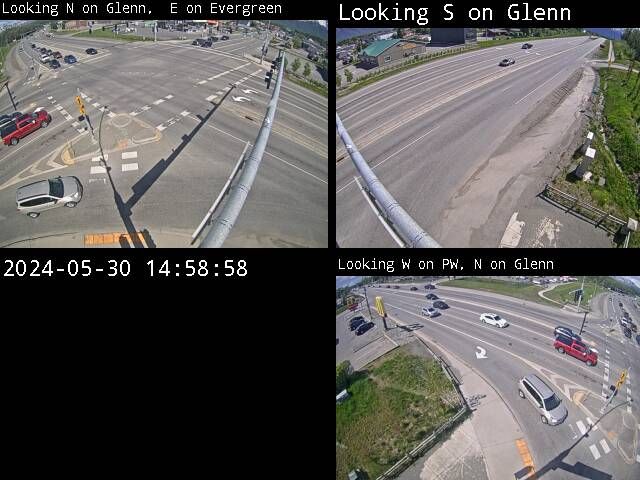 Looking N on Glenn,  E on Evergreen
Looking S on Glenn
2024-05-30 14:58:58
Looking W on PW, N on Glenn